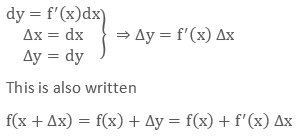 dy = f′(x)dx
Δx = dx
Δy = dy } ⇒ Δy = f′(x) Δx
This is also written
f(x + Δx) = f(x) + Δy = f(x) + f′(x) Δx